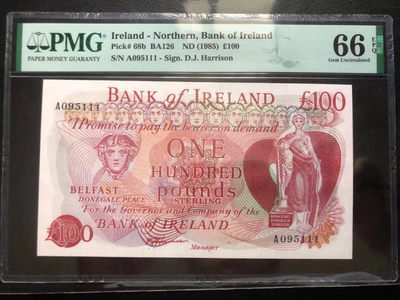 PMG
PAPER MONEY GUARANTY
Ireland - Northern, Bank of Ireland
Pick# 68b BA126 ND (1985) £100
S/N A095111 - Sign. D.J. Harrison
66 EPQ
Gem Uncirculated
BANK OF IRELAND £100
A095111
I Promise to pay the bearer on demand
ONE
HUNDRED
pounds
STERLING
BELFAST
DONEGALL PLACE
For the Governor and Company of the
BANK OF IRELAND
£100
Manager
A095111